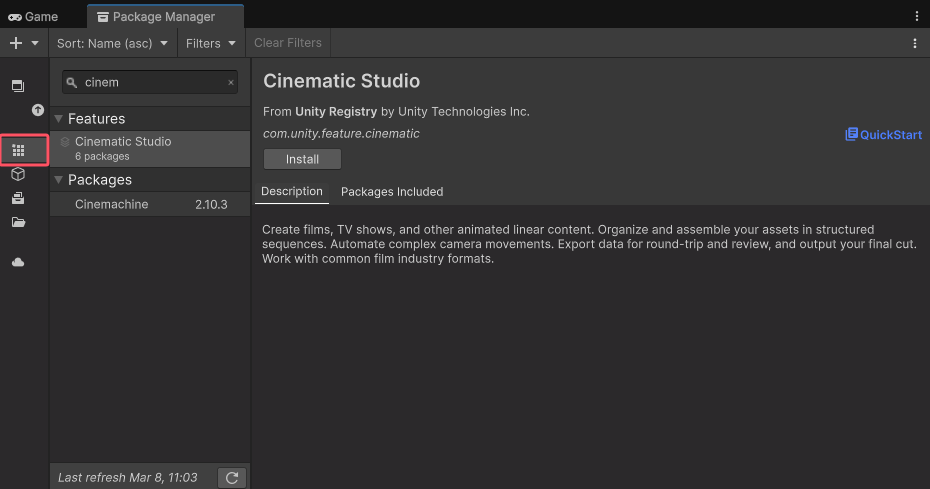 Game
Package Manager
Sort: Name (asc)
Filters
Clear Filters
cinem
Features
Cinematic Studio
6 packages
Packages
Cinemachine 2.10.3
Last refresh Mar 8, 11:03
Cinematic Studio
From Unity Registry by Unity Technologies Inc.
com.unity.feature.cinematic
QuickStart
Install
Description
Packages Included
Create films, TV shows, and other animated linear content. Organize and assemble your assets in structured
sequences. Automate complex camera movements. Export data for round-trip and review, and output your final cut.
Work with common film industry formats.